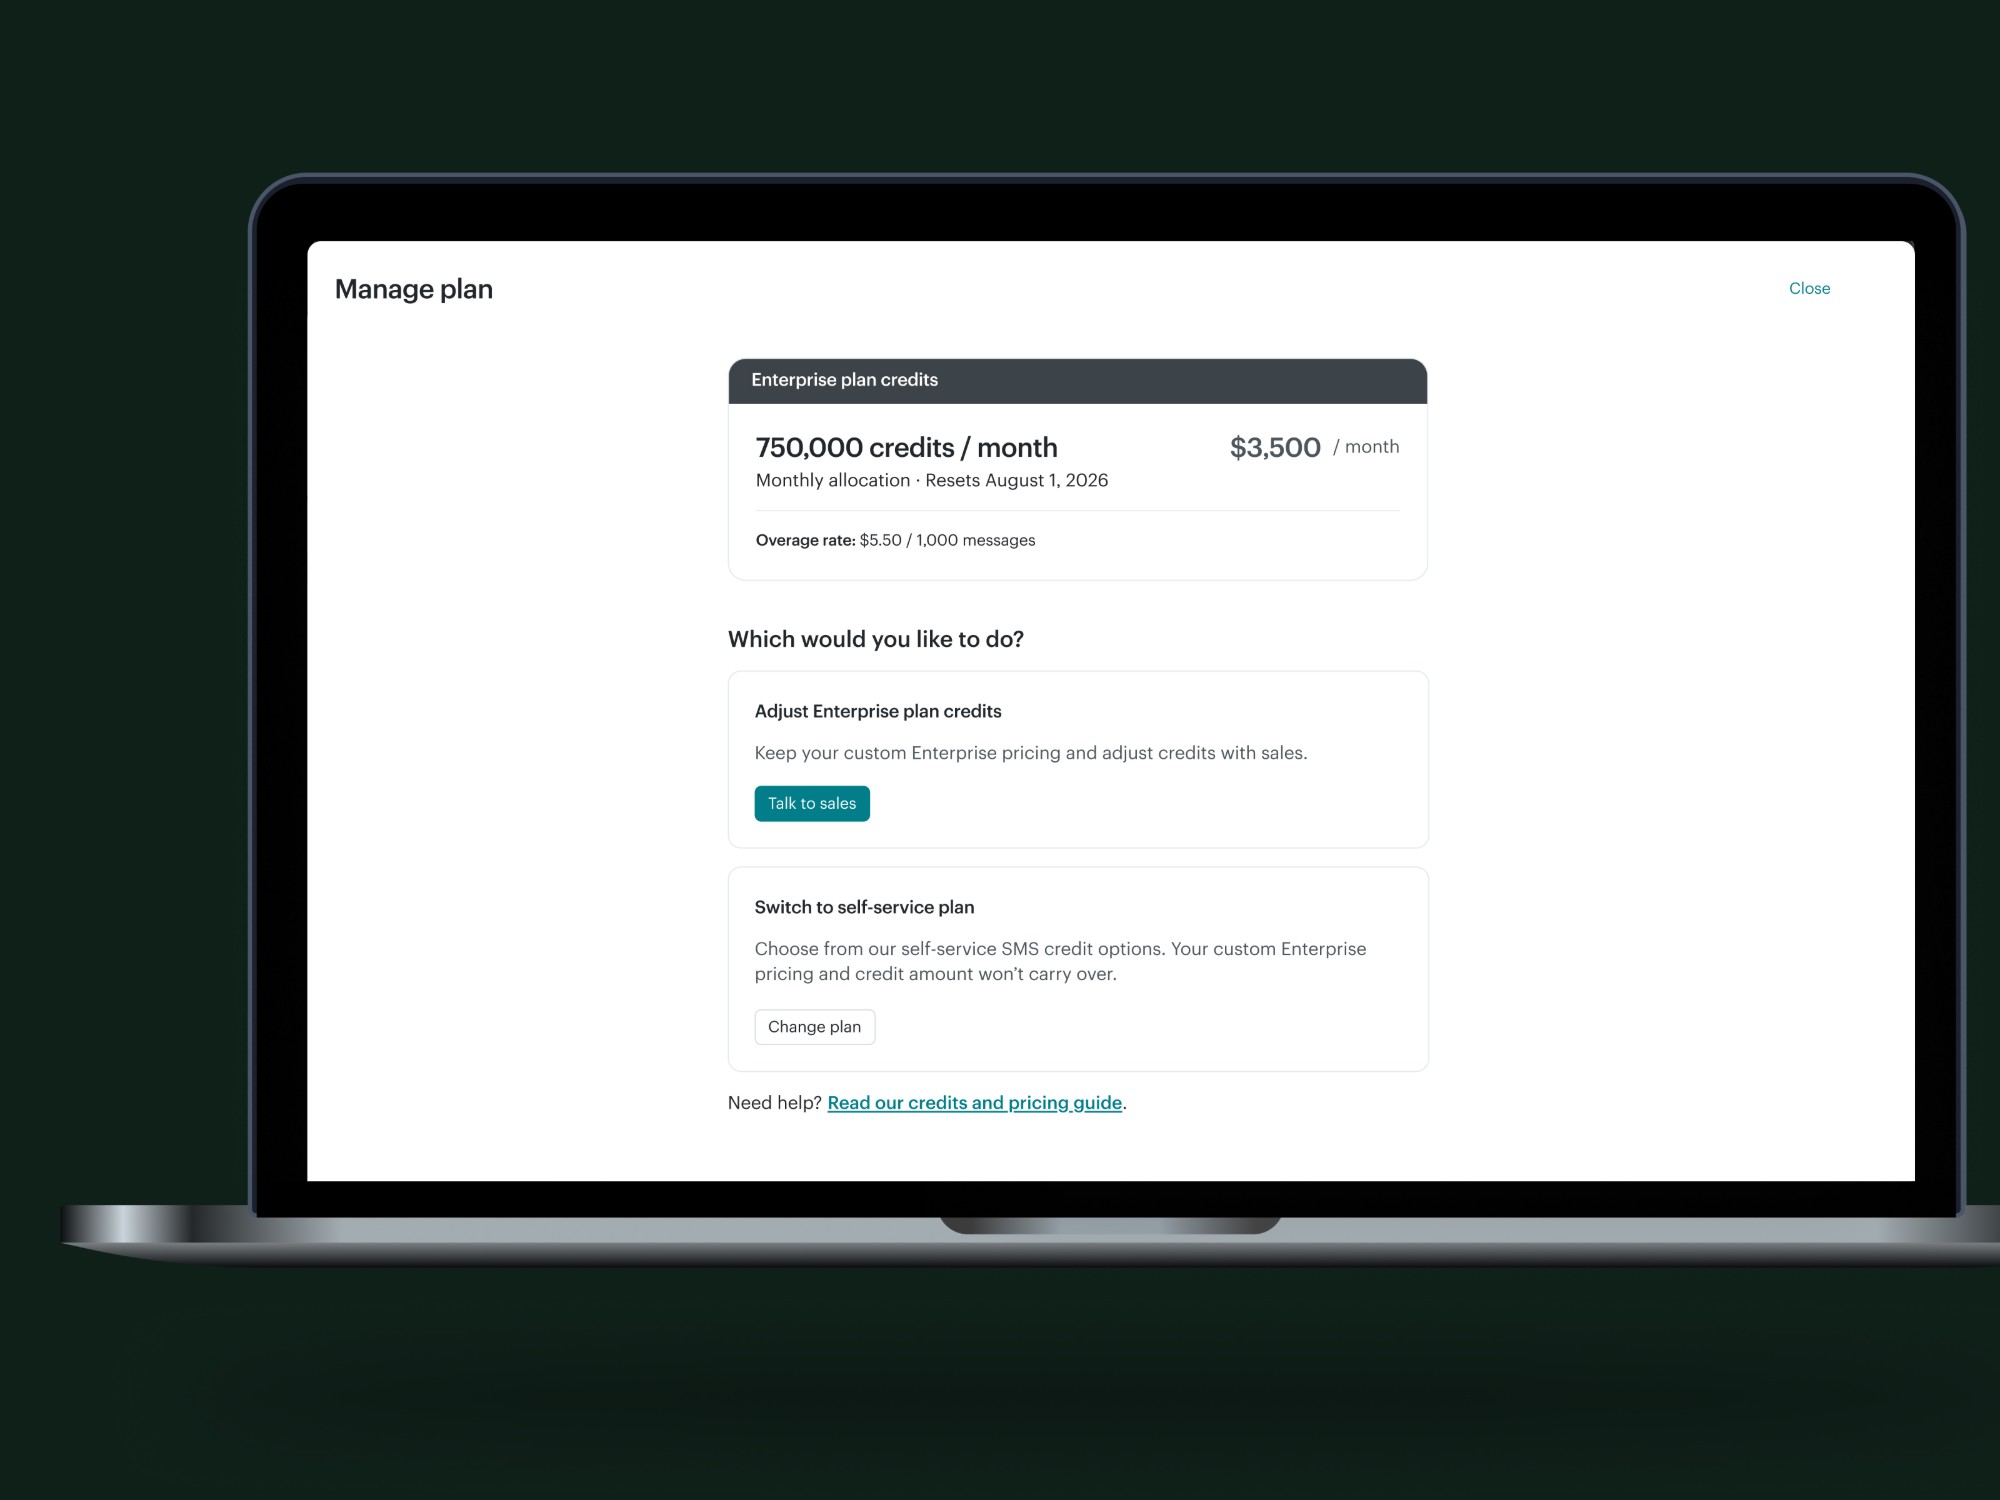 Manage plan
Close
Enterprise plan credits
750,000 credits / month
$3,500 / month
Monthly allocation · Resets August 1, 2026
Overage rate: $5.50 / 1,000 messages
Which would you like to do?
Adjust Enterprise plan credits
Keep your custom Enterprise pricing and adjust credits with sales.
Talk to sales
Switch to self-service plan
Choose from our self-service SMS credit options. Your custom Enterprise
pricing and credit amount won’t carry over.
Change plan
Need help? Read our credits and pricing guide.